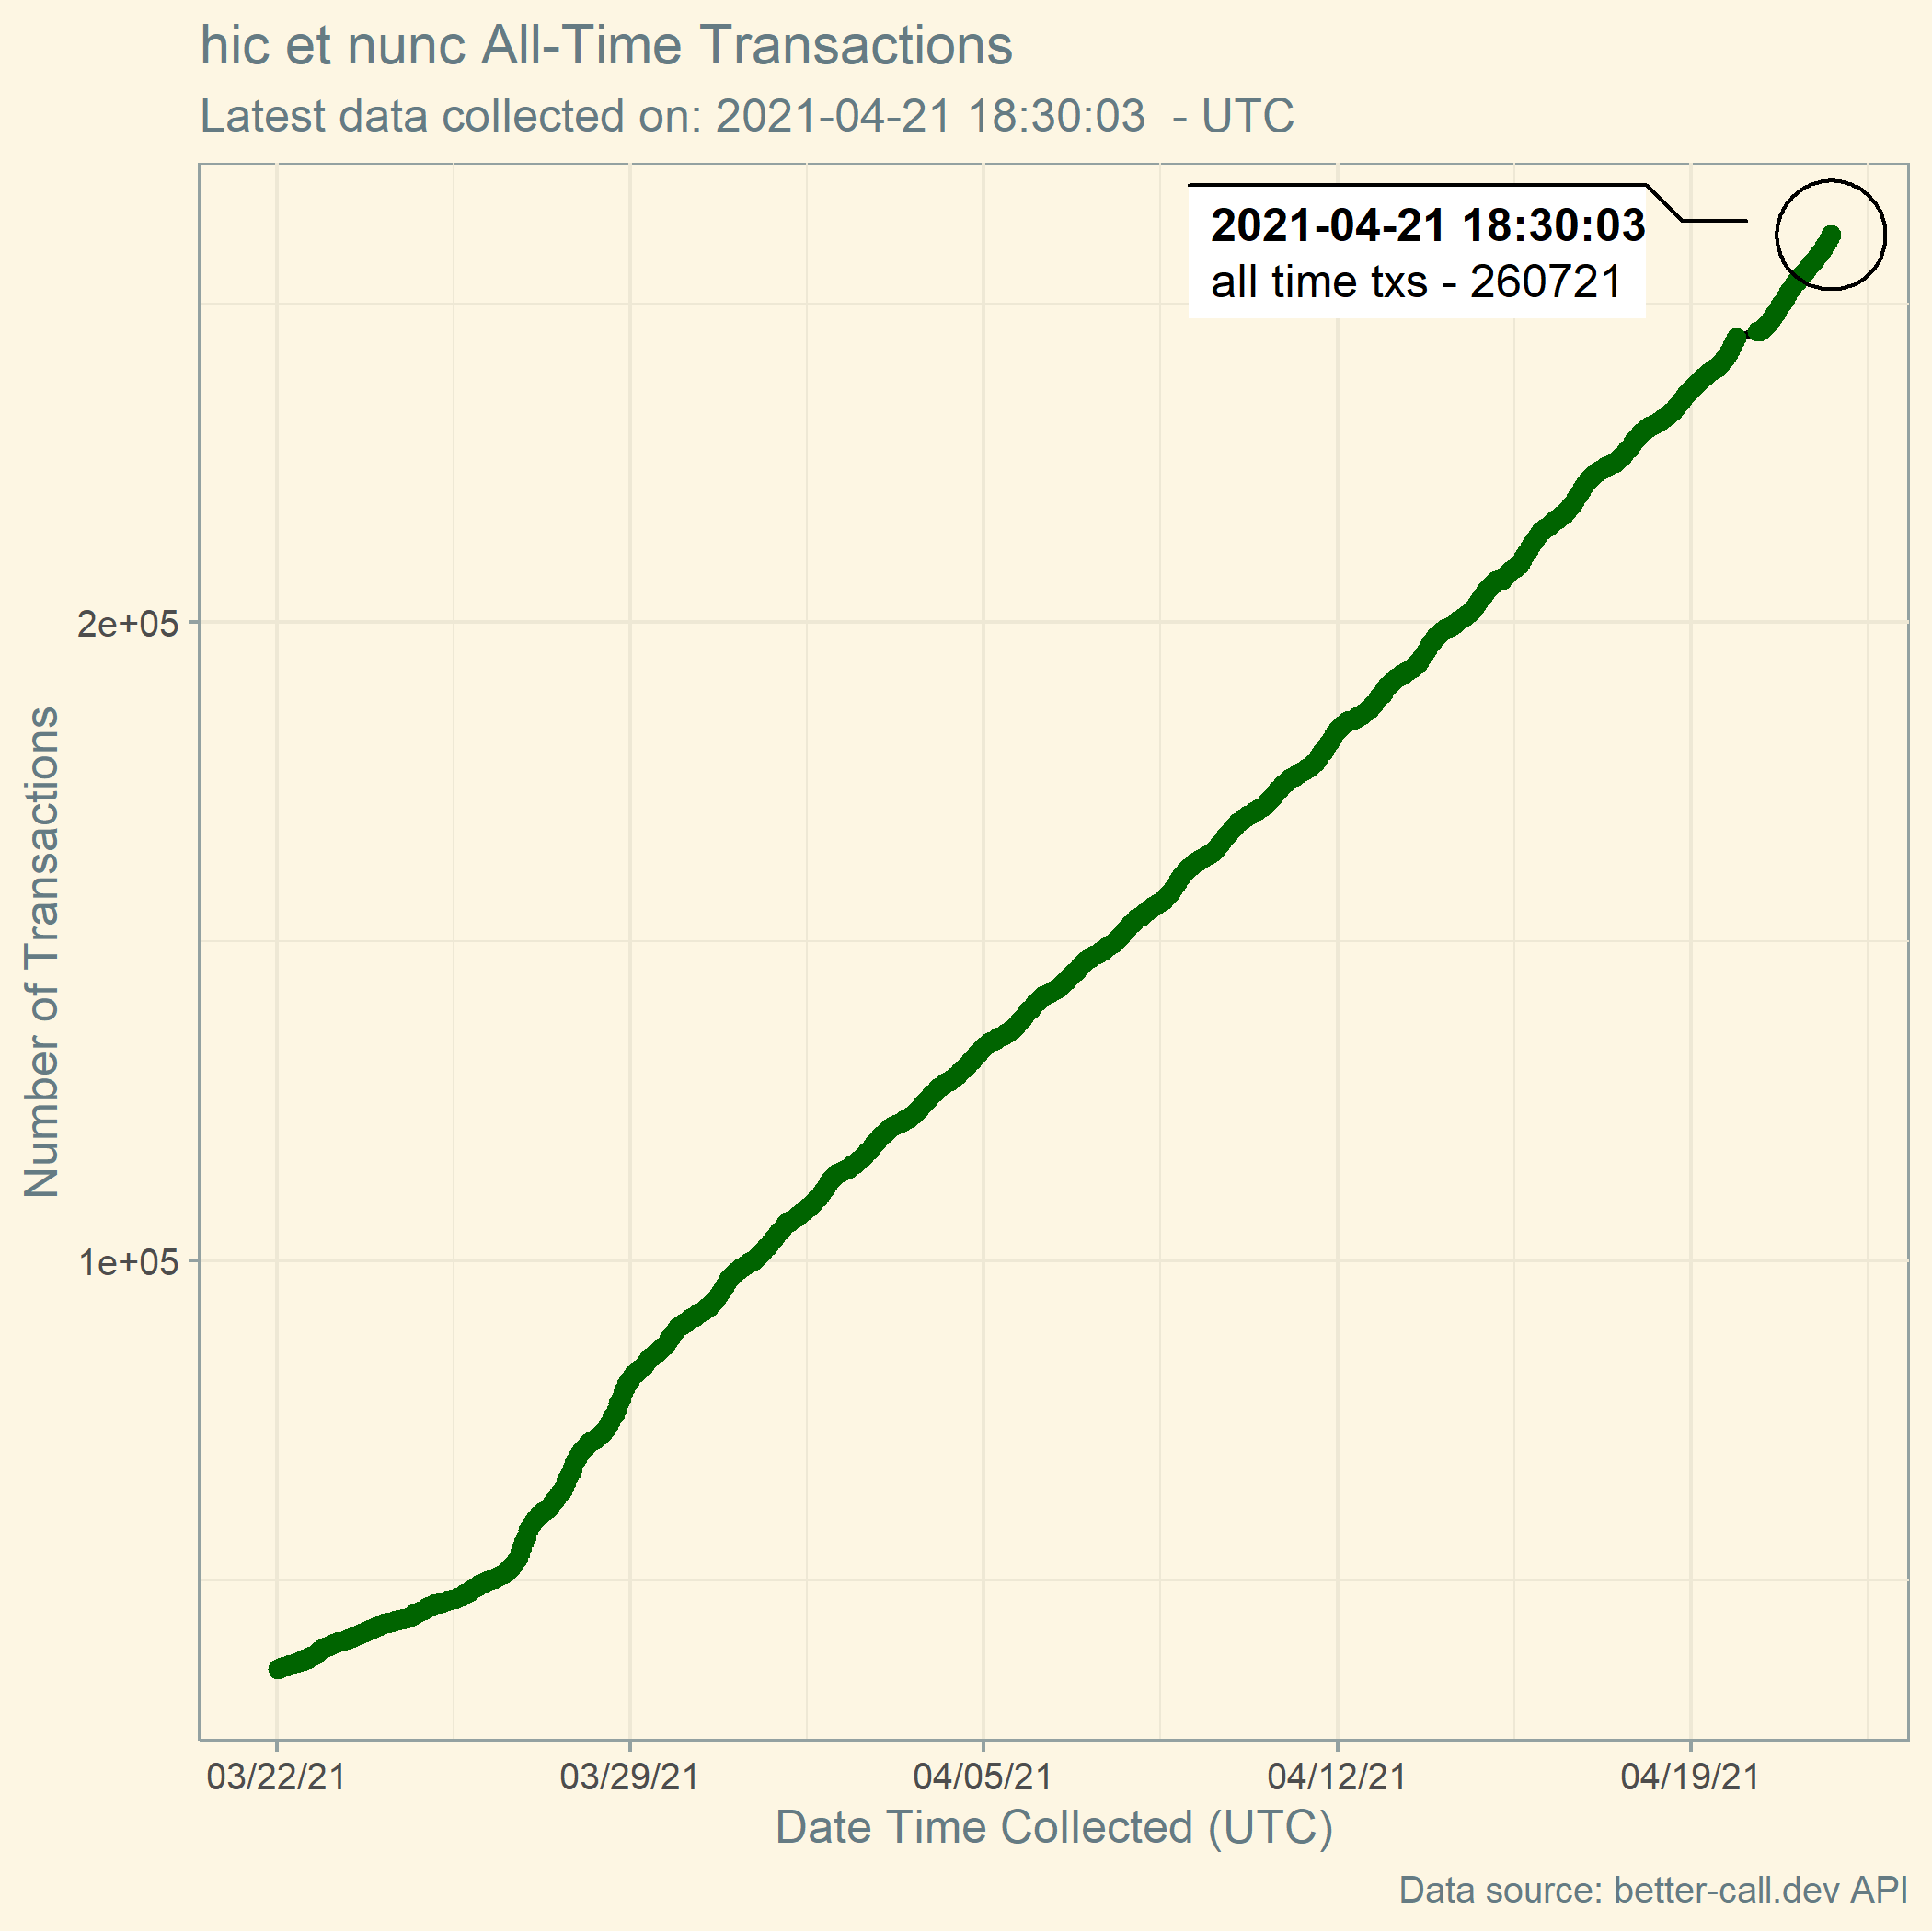 hic et nunc All-Time Transactions
Latest data collected on: 2021-04-21 18:30:03  - UTC
2021-04-21 18:30:03
all time txs - 260721
Number of Transactions
2e+05
1e+05
03/22/21
03/29/21
04/05/21
04/12/21
04/19/21
Date Time Collected (UTC)
Data source: better-call.dev API